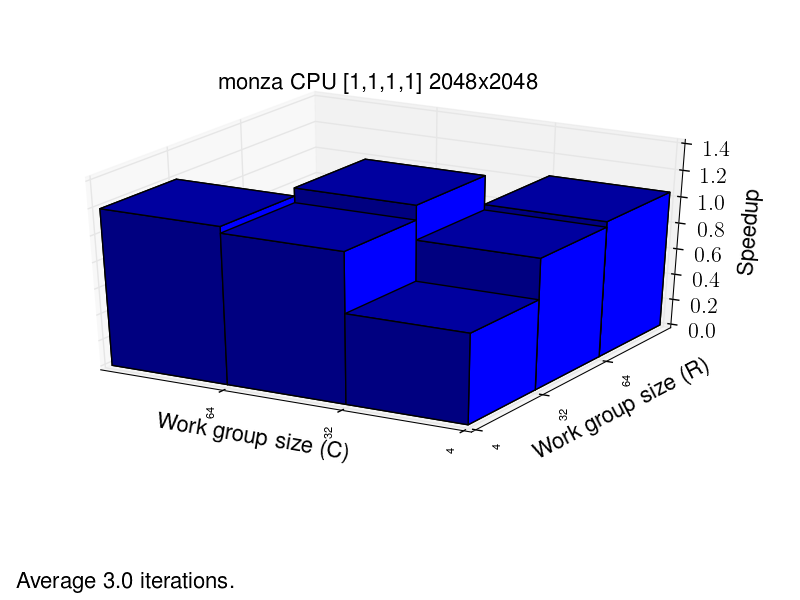 monza CPU [1,1,1,1] 2048x2048
1.4
1.2
1.0
0.8
0.6
0.4
0.2
0.0
Speedup
64
32
4
Work group size (C)
4
32
64
Work group size (R)
Average 3.0 iterations.